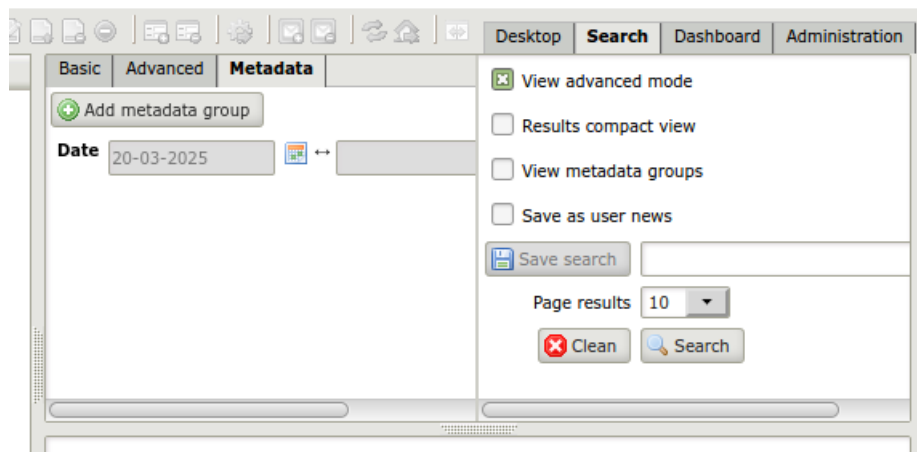 Desktop Search Dashboard Administration
Basic Advanced Metadata
Add metadata group
Date 20-03-2025 ↔
View advanced mode
Results compact view
View metadata groups
Save as user news
Save search
Page results 10
Clean Search